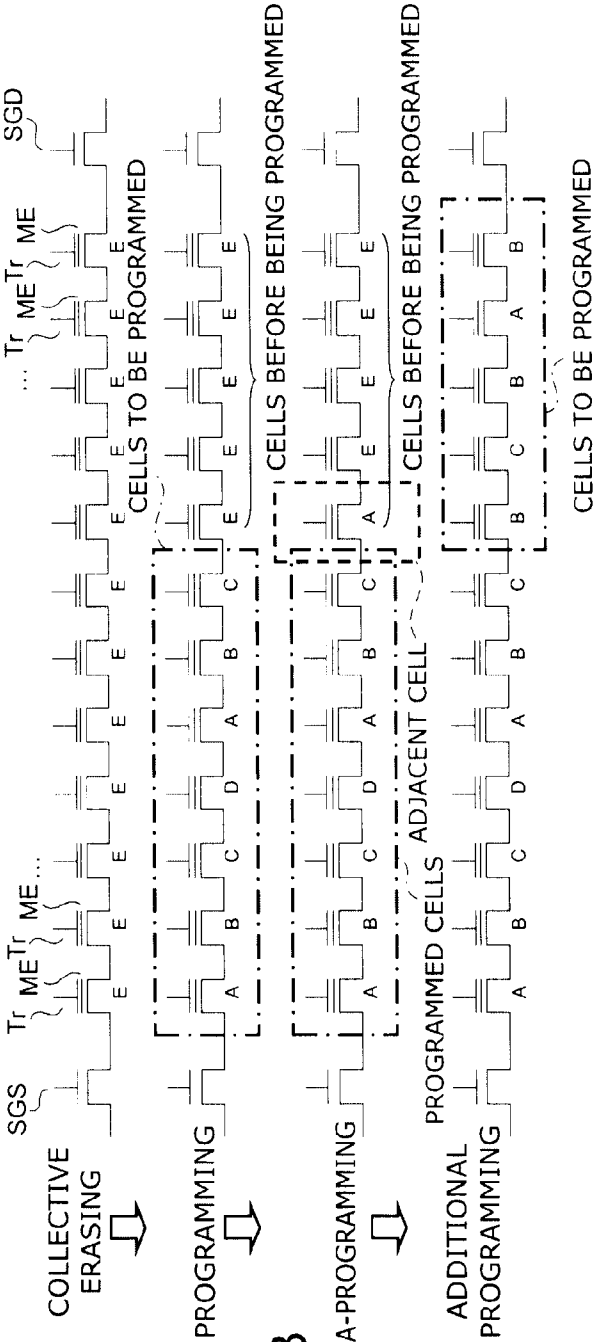 SGS Tr ME Tr ME ... ... Tr ME Tr ME SGD
COLLECTIVE
ERASING
E E E E E E E E E E E E
CELLS TO BE PROGRAMMED
PROGRAMMING
A B C D A B C E E E E E
CELLS BEFORE BEING PROGRAMMED
A-PROGRAMMING
A B C D A B C A E E E E
PROGRAMMED CELLS
ADJACENT CELL
CELLS BEFORE BEING PROGRAMMED
ADDITIONAL
PROGRAMMING
A B C D A B C B C B A B
CELLS TO BE PROGRAMMED